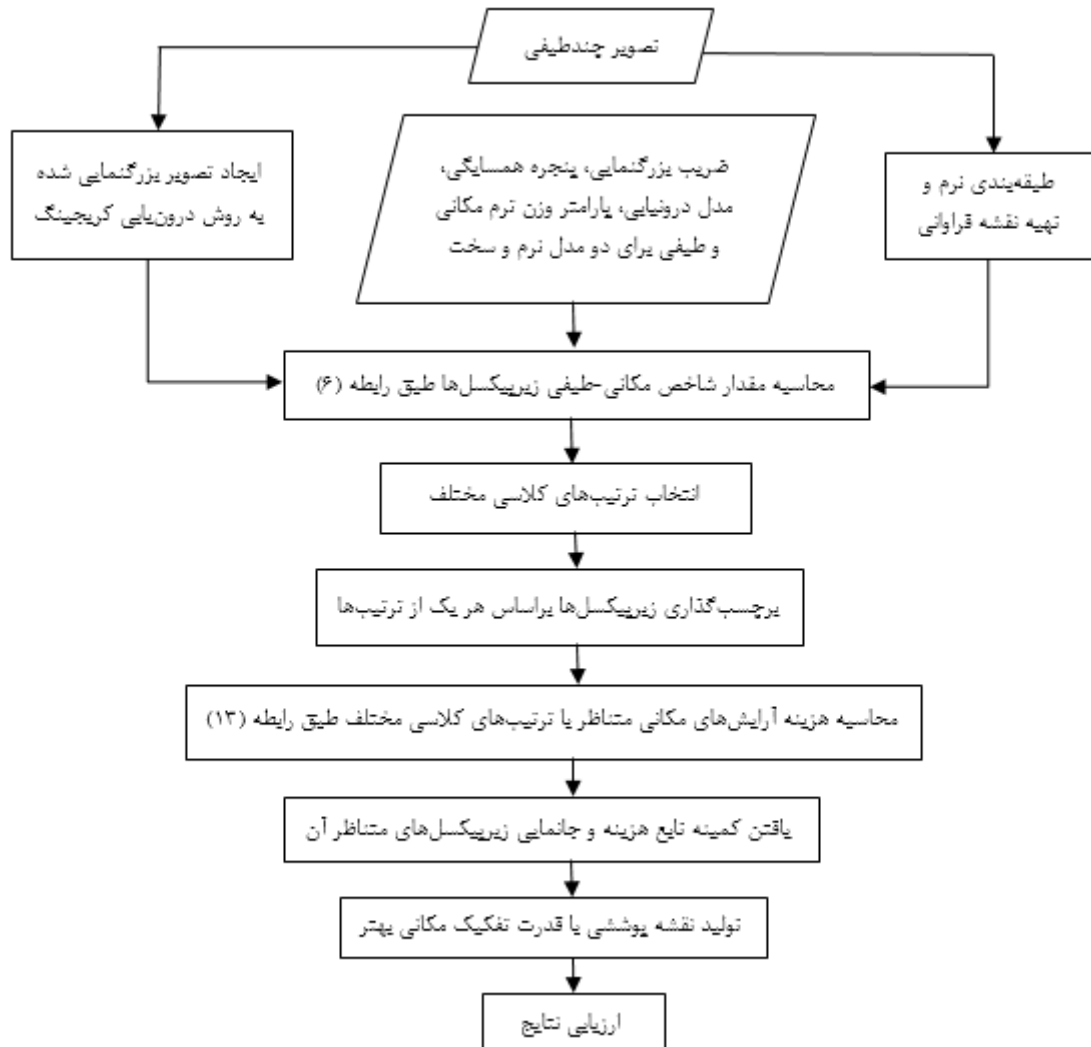 تصویر چندطیفی
ایجاد تصویر بزرگنمایی شده
به روش درون‌یابی کریجینگ
ضریب بزرگنمایی، پنجره همسایگی،
مدل درونیابی، پارامتر وزن ترم مکانی
و طیفی برای دو مدل نرم و سخت
طبقه‌بندی نرم و
تهیه نقشه فراوانی
محاسبه مقدار شاخص مکانی-طیفی زیرپیکسل‌ها طبق رابطه (۶)
انتخاب ترتیب‌های کلاسی مختلف
برچسب‌گذاری زیرپیکسل‌ها براساس هر یک از ترتیب‌ها
محاسبه هزینه آرایش‌های مکانی متناظر با ترتیب‌های کلاسی مختلف طبق رابطه (۱۳)
یافتن کمینه تابع هزینه و جانمایی زیرپیکسل‌های متناظر آن
تولید نقشه پوششی با قدرت تفکیک مکانی بهتر
ارزیابی نتایج